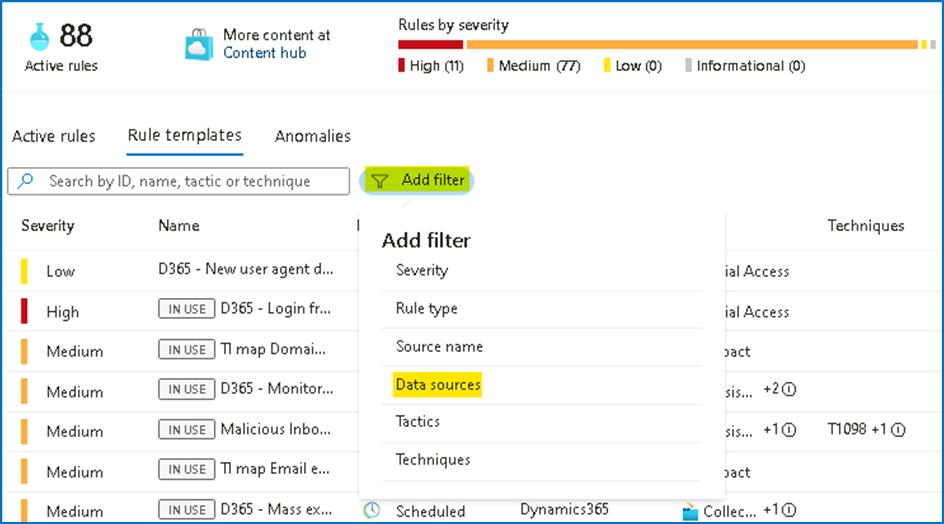 88
Active rules
More content at
Content hub
Rules by severity
High (11) Medium (77) Low (0) Informational (0)
Active rules Rule templates Anomalies
Search by ID, name, tactic or technique Add filter
Severity Name Techniques
Add filter
Severity
Rule type
Source name
Data sources
Tactics
Techniques
Low D365 - New user agent d... ial Access
High IN USE D365 - Login fr... ial Access
Medium IN USE TI map Domai... pact
Medium IN USE D365 - Monitor... sis... +2
Medium IN USE Malicious Inbo... sis... +1 T1098 +1
Medium IN USE TI map Email e... pact
Medium IN USE D365 - Mass ex... Scheduled Dynamics365 Collec... +1